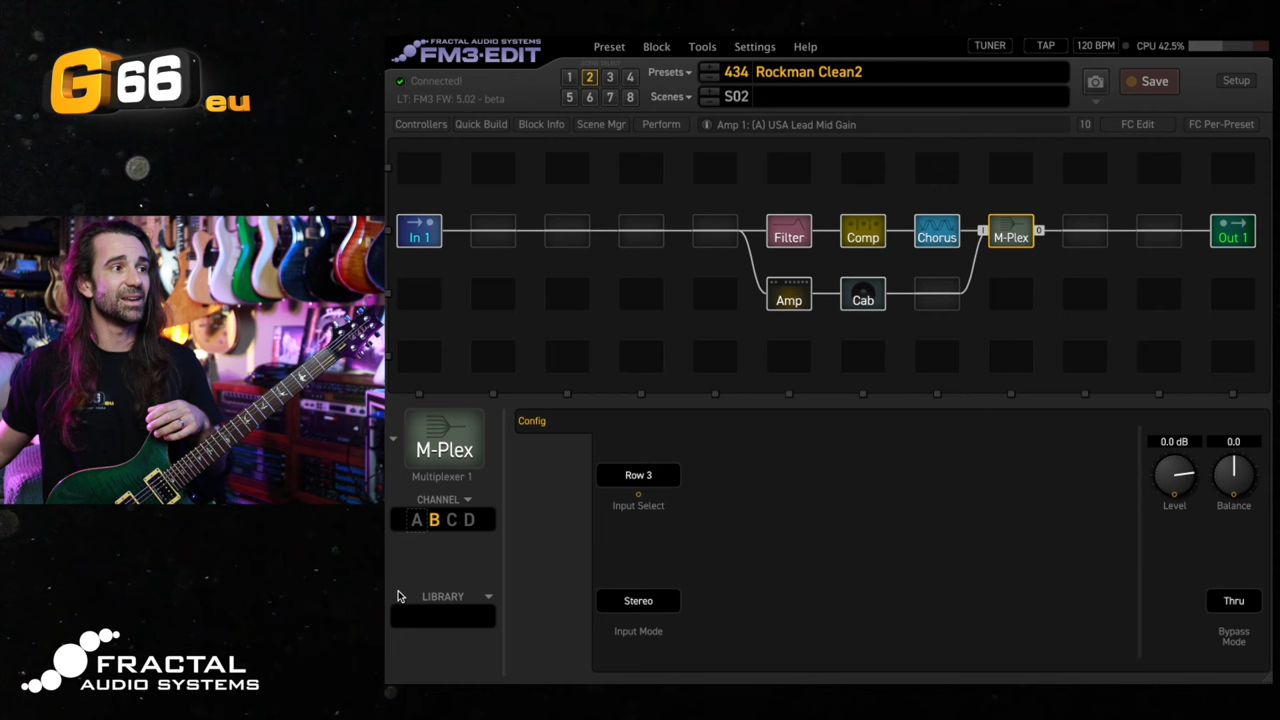 G66.eu
FRACTAL AUDIO SYSTEMS
FM3-EDIT
Preset Block Tools Settings Help
TUNER TAP 120 BPM CPU 42.5%
Connected!
LT: FM3 FW: 5.02 - beta
SCENE SELECT
1 2 3 4
5 6 7 8
Presets 434 Rockman Clean2
Scenes S02
Save Setup
Controllers Quick Build Block Info Scene Mgr Perform Amp 1: (A) USA Lead Mid Gain 10 FC Edit FC Per-Preset
In 1 Filter Comp Chorus I M-Plex O Out 1
Amp Cab
M-Plex
Multiplexer 1
CHANNEL
A B C D
LIBRARY
Config
Row 3
Input Select
Stereo
Input Mode
0.0 dB 0.0
Level Balance
Thru
Bypass
Mode
FRACTAL
AUDIO SYSTEMS